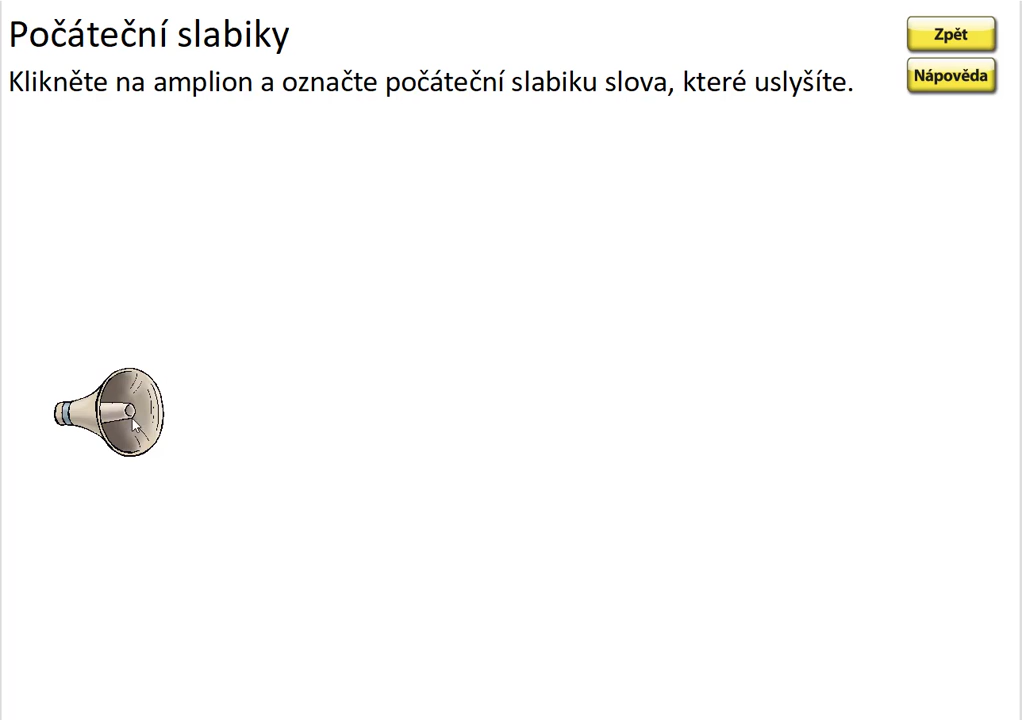 Počáteční slabiky
Zpět
Klikněte na amplion a označte počáteční slabiku slova, které uslyšíte.
Nápověda